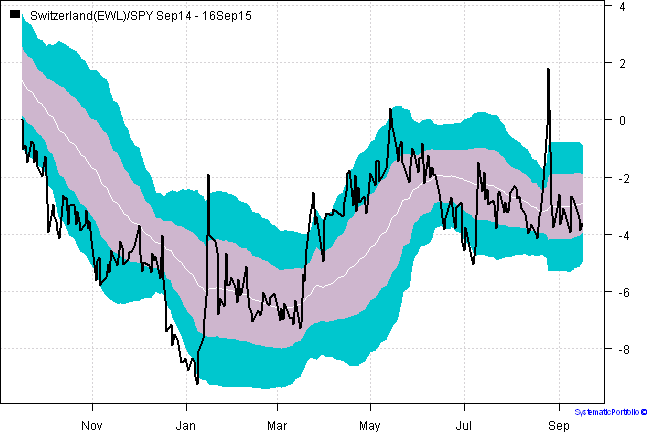 Switzerland(EWL)/SPY Sep14 - 16Sep15
4
2
0
-2
-4
-6
-8
Nov Jan Mar May Jul Sep
SystematicPortfolio ©